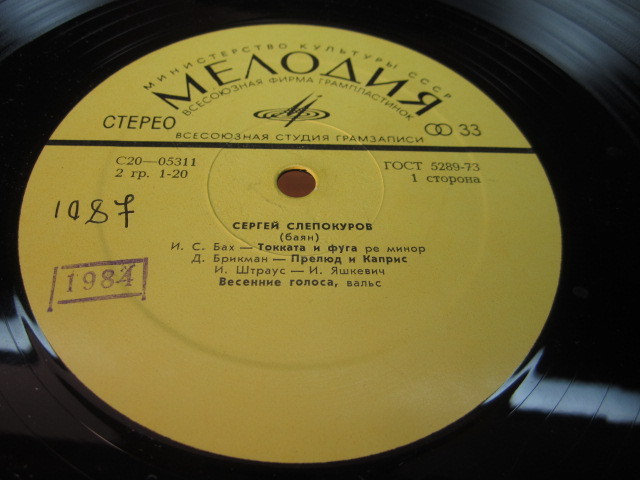 МИНИСТЕРСТВО КУЛЬТУРЫ СССР
МЕЛОДИЯ
ВСЕСОЮЗНАЯ ФИРМА ГРАМПЛАСТИНОК
СТЕРЕО
33
ВСЕСОЮЗНАЯ СТУДИЯ ГРАМЗАПИСИ
С20—05311
ГОСТ 5289-73
2 гр. 1-20
1 сторона
1987
1984
СЕРГЕЙ СЛЕПОКУРОВ
(баян)
И. С. Бах — Токката и фуга ре минор
Д. Брикман — Прелюд и Каприс
И. Штраус — И. Яшкевич
Весенние голоса, вальс